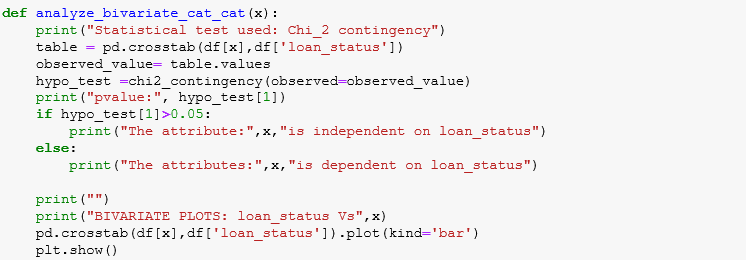 def analyze_bivariate_cat_cat(x):
    print("Statistical test used: Chi_2 contingency")
    table = pd.crosstab(df[x],df['loan_status'])
    observed_value= table.values
    hypo_test =chi2_contingency(observed=observed_value)
    print("pvalue:", hypo_test[1])
    if hypo_test[1]>0.05:
        print("The attribute:",x,"is independent on loan_status")
    else:
        print("The attributes:",x,"is dependent on loan_status")

    print("")
    print("BIVARIATE PLOTS: loan_status Vs",x)
    pd.crosstab(df[x],df['loan_status']).plot(kind='bar')
    plt.show()